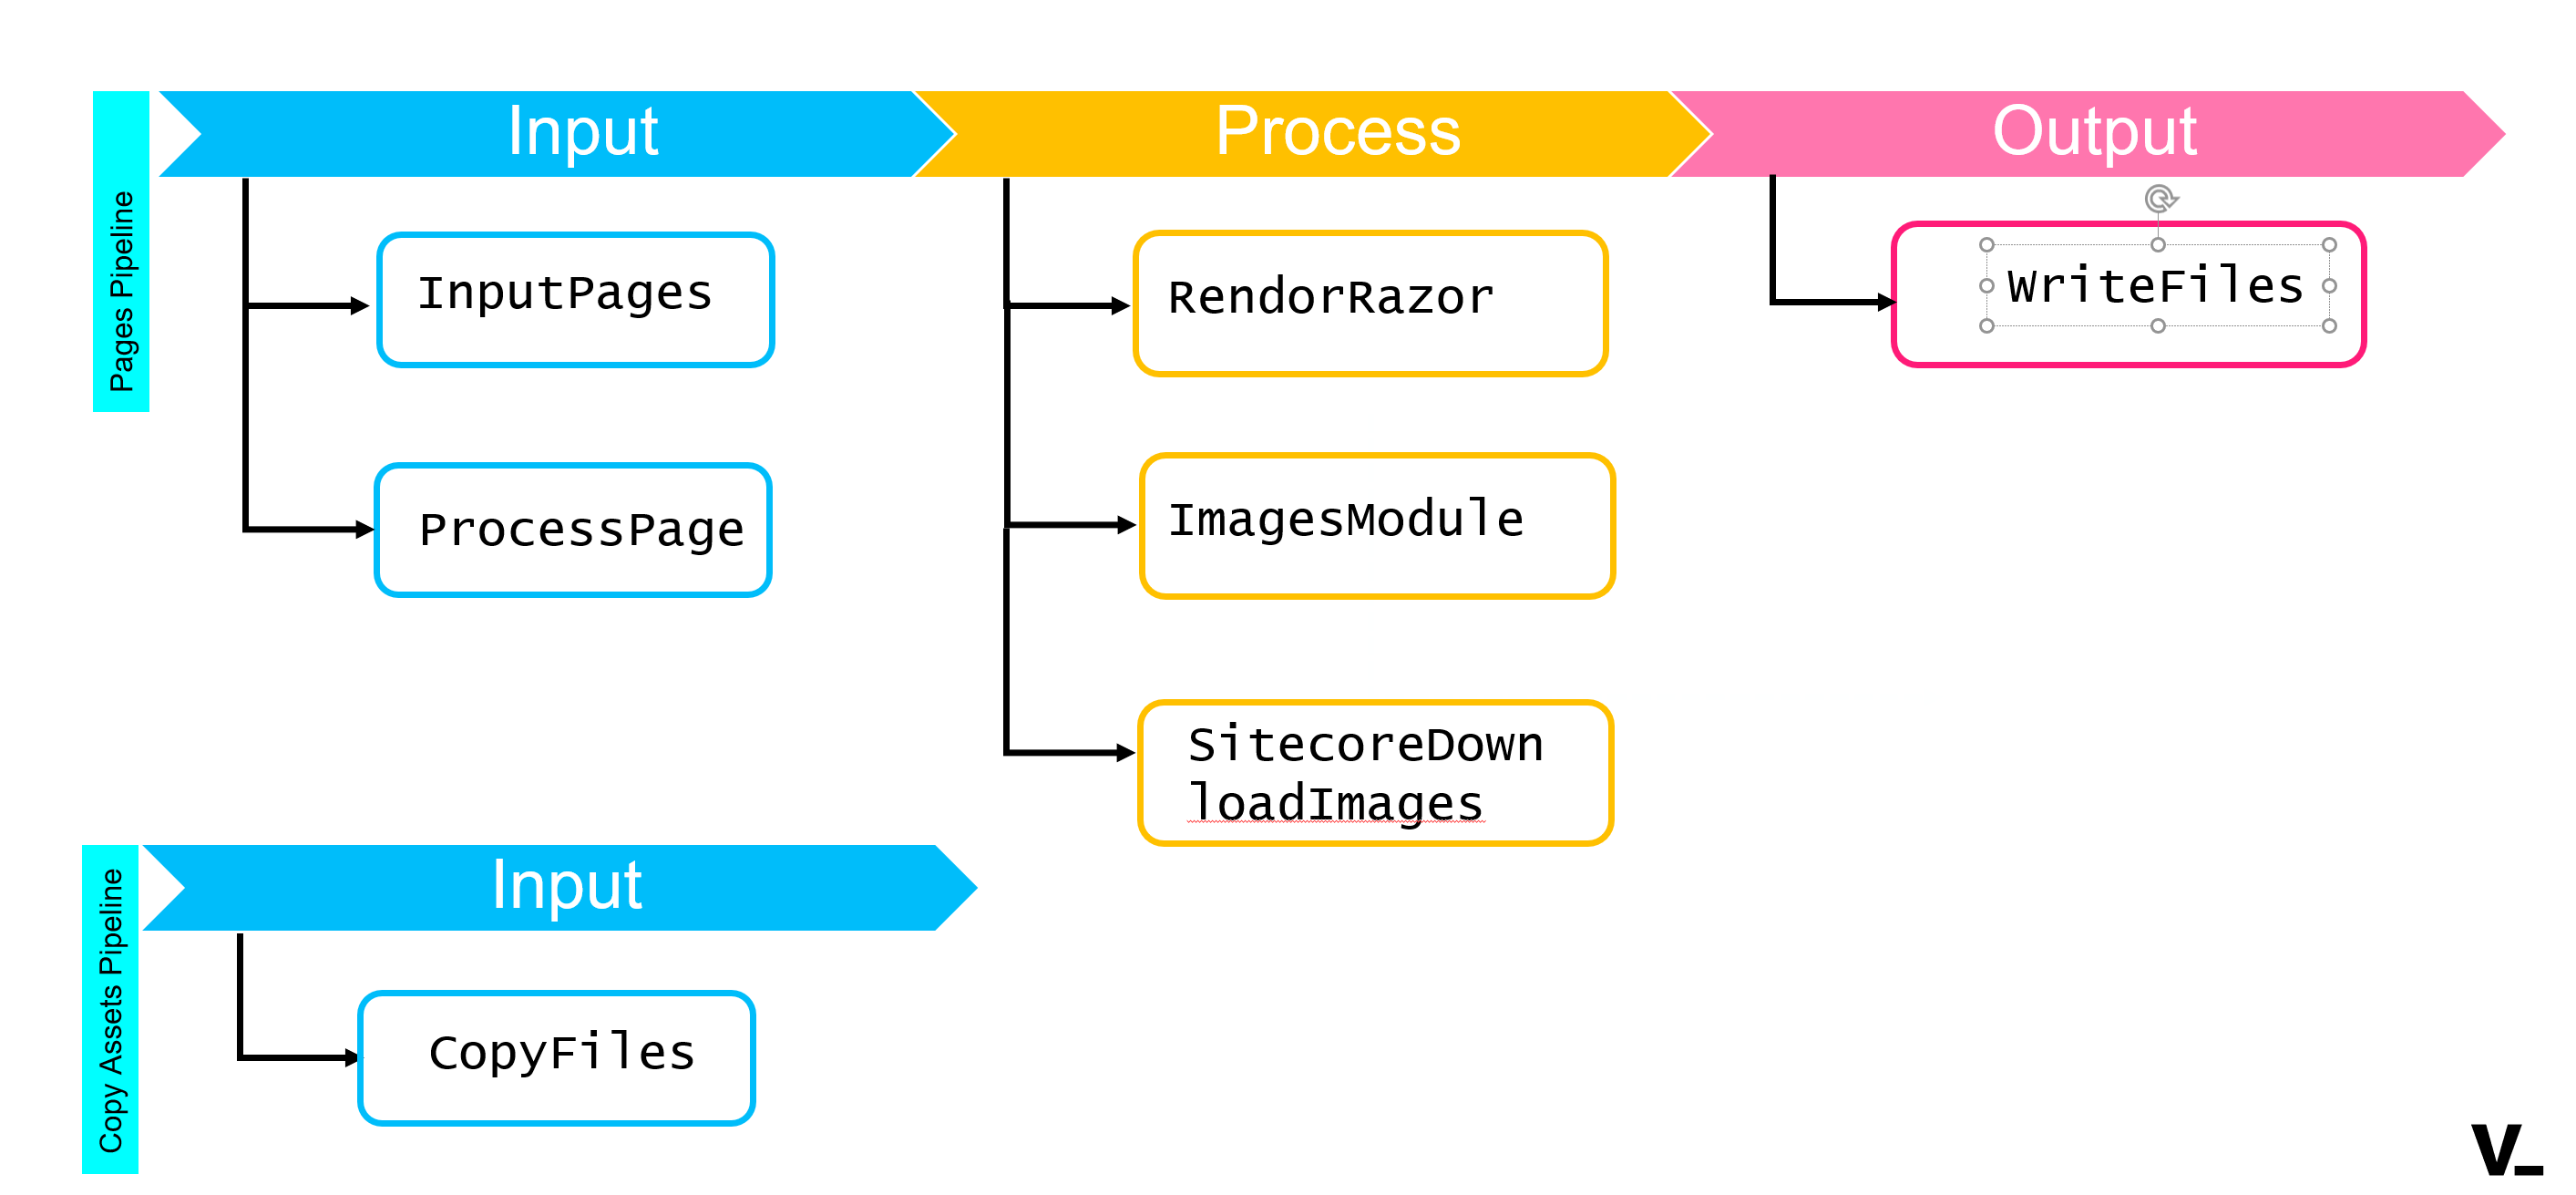 Pages Pipeline
Input
Process
Output
InputPages
RendorRazor
WriteFiles
ProcessPage
ImagesModule
SitecoreDown
loadImages
Copy Assets Pipeline
Input
CopyFiles
V_